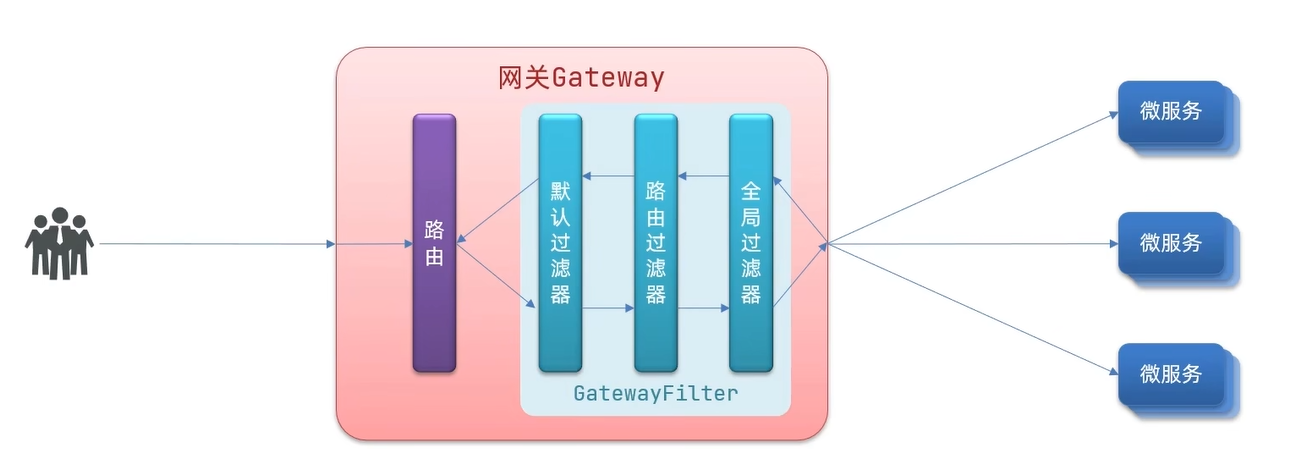 网关Gateway
路由
默认过滤器
路由过滤器
全局过滤器
GatewayFilter
微服务
微服务
微服务